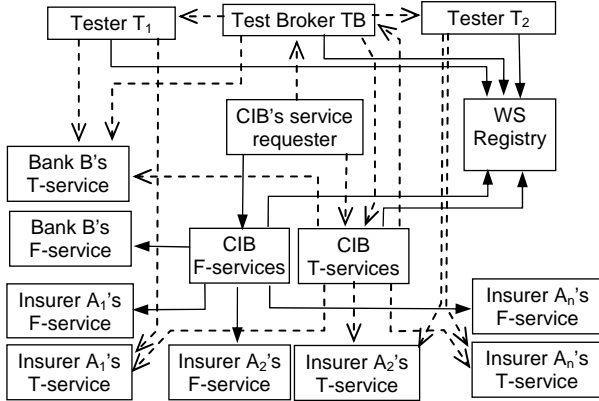 Tester T₁
Test Broker TB
Tester T₂
CIB's service
requester
WS
Registry
Bank B's
T-service
Bank B's
F-service
CIB
F-services
CIB
T-services
Insurer A₁'s
F-service
Insurer Aₙ's
F-service
Insurer A₁'s
T-service
Insurer A₂'s
F-service
Insurer A₂'s
T-service
Insurer Aₙ's
T-service